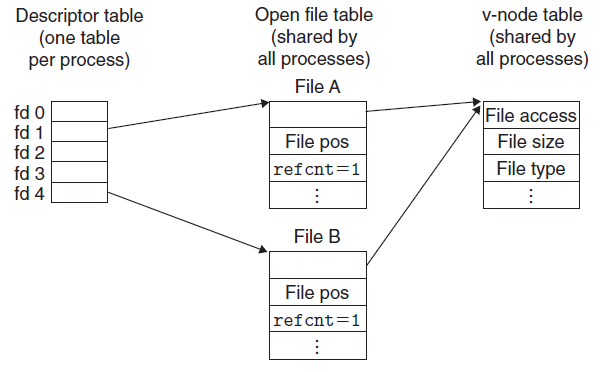 Descriptor table
(one table
per process)
Open file table
(shared by
all processes)
v-node table
(shared by
all processes)
fd 0
fd 1
fd 2
fd 3
fd 4
File A
File pos
refcnt=1
⋮
File B
File pos
refcnt=1
⋮
File access
File size
File type
⋮